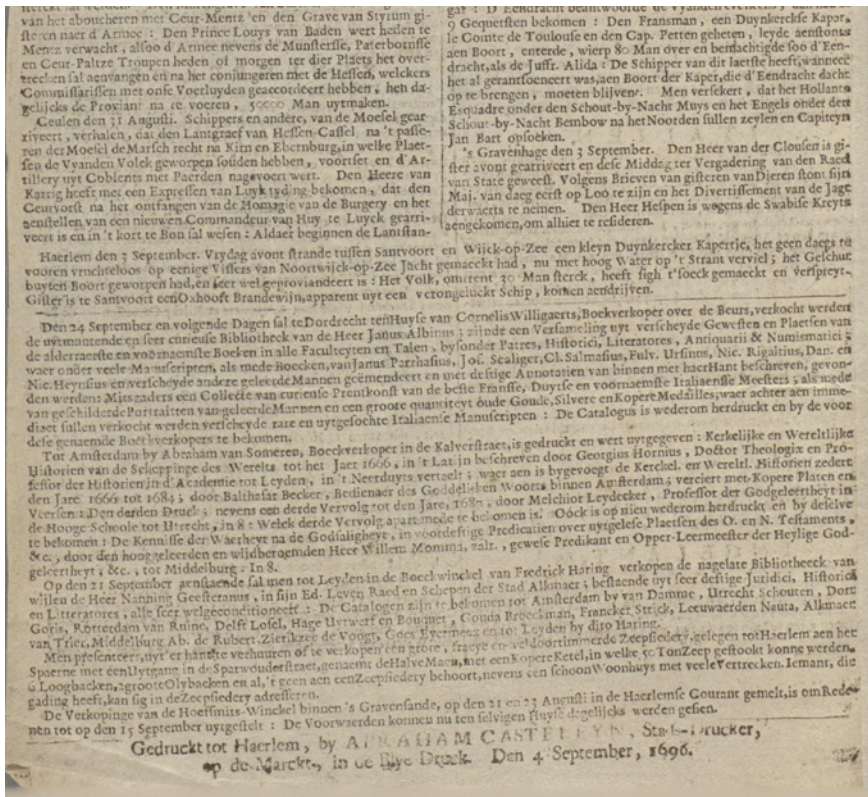 van het aboucheren met Ceur-Mentz en den Grave van Styrum gi-
steren naer d'Armee : Den Prince Louys van Baden wert heden te
Mentz verwacht, alsoo d'Armee nevens de Munsterse, Paterbornsse
en Ceur-Paltze Troupen heden of morgen ter dier Plaets het over-
trecken sal aenvangen en na het conjungeren met de Hessen, welckers
Commissarissen met onse Voerluyden geaccordeert hebben, hen da-
gelijcks de Proviant na te voeren, 50000 Man uytmaken.
Ceulen den 31 Augusti. Schippers en andere, van de Mosel gear-
riveert, verhalen, dat den Lantgraef van Hessen-Cassel na 't passe-
ren der Moesel de Marsch recht na Kirn en Ebernburg, in welke Plaet-
sen de Vyanden Volck geworpen souden hebben, voortset en d'Ar-
tillery uyt Coblents met Paerden nagevoert wert. Den Heere van
Karrig heeft met een Expressen van Luyk tyding bekomen, dat den
Ceurvorst na het ontfangen van de Homagie van de Burgery en het
aenstellen van een nieuwen Commandeur van Huy te Luyck gearri-
veert is en in 't kort te Bon sal wesen : Aldaer beginnen de Lantstan-
gar : D'Eendracht beantwoorde de Vyanden
9 Gequetsten bekomen : Den Fransman, een Duynkerckse Kaper,
le Comte de Toulouse en den Cap. Petten geheten, leyde aenstonts
aen Boort, enterde, wierp 80 Man over en bemachtigde soo d'Een-
dracht, als de Juffr. Alida : De Schipper van dit laetste heeft, wanneer
het al gerantsoeneert was, aen Boort der Kaper, die d'Eendracht dacht
op te brengen, moeten blijven. Men versekert, dat het Hollants
Esquadre onder den Schout-by-Nacht Muys en het Engels onder den
Schout-by-Nacht Bembow na het Noorden sullen zeylen en Capiteyn
Jan Bart opsoeken.
's Gravenhage den 3 September. Den Heer van der Clousen is gi-
ster avont gearriveert en dese Middag ter Vergadering van den Raed
van State geweest. Volgens Brieven van gisteren van Dieren stont sijn
Maj. van daeg eerst op Loo te zijn en het Divertissement van de Jagt
derwaerts te nemen. Den Heer Hespen is wegens de Swabise Kreyts
aengekomen, om alhier te resideren.
Haerlem den 3 September. Vrydag avont strande tussen Santvoort en Wijck-op-Zee een kleyn Duynkercker Kapertje, het geen daegs te
vooren vruchteloos op eenige Vissers van Noortwijck-op-Zee Jacht gemaeckt had, nu met hoog Water op 't Strant verviel; het Geschut
buyten Boort geworpen had, en seer wel geproviandeert is : Het Volk, omtrent 30 Man sterck, heeft sigh t'soeck gemaeckt en verspreyt.
Gister is te Santvoort een Oxhooft Brandewijn, apparent uyt een verongeluckt Schip, komen aendrijven.
Den 24 September en volgende Dagen sal te Dordrecht ten Huyse van Cornelis Willigaerts, Boekverkoper over de Beurs, verkocht werden
de uytmuntende en seer curieuse Bibliotheeck van de Heer Janus Albinus; zijnde een Versameling uyt verscheyde Gewesten en Plaetsen van
de alderraerste en voornaemste Boeken in alle Faculteyten en Talen, bysonder Patres, Historici, Literatores, Antiquarii & Numismatici;
waer onder veele Manuscripten, als mede Boecken, van Janus Parrhasius, Jos. Scaliger, Cl. Salmasius, Fulv. Ursinus, Nic. Rigaltius, Dan. en
Nic. Heynsius en verscheyde andere geleerde Mannen geëmendeert en met deftige Annotatien van binnen met haer Hant beschreven, gevon-
den werden: Mitsgaders een Collectie van curieuse Prentkonst van de beste Franse, Duytse en voornaemste Italiaense Meesters; als mede
van geschilderde Portraitten van geleerde Mannen en een groote quantiteyt oude Goude, Silvere en Kopere Medailles; waer achter aen imme-
diaet sullen verkocht werden verscheyde rare en uytgesochte Italiaense Manuscripten : De Catalogus is wederom herdruckt en by de voor
dese genaemde Boekverkopers te bekomen.
Tot Amsterdam by Abraham van Someren, Boeckverkoper in de Kalverstraet, is gedruckt en wert uytgegeven : Kerkelijke en Wereltlijke
Historien van de Scheppinge des Werelts tot het Jaer 1666, in 't Latijn beschreven door Georgius Hornius, Doctor Theologiæ en Pro-
fessor der Historien in d'Academie tot Leyden, in 't Neerduyts vertaelt; waer aen is bygevoegt de Kerckel. en Wereltl. Historien zedert
den Jare 1666 tot 1684; door Balthasar Becker, Bedienaer des Goddelijken Woorts binnen Amsterdam; verciert met Kopere Platen en
Veersen : Den derden Druck; nevens een derde Vervolg tot den Jare, 1687, door Melchior Leydecker, Professor der Godgeleertheyt in
de Hooge Schoole tot Utrecht, in 8 : Welck derde Vervolg apart mede te bekomen is. Oock is op nieu wederom herdruckt en by deselve
te bekomen : De Kennisse der Waerheyt na de Godsaligheyt, in voordeftige Predicatien over uytgelese Plaetsen des O. en N. Testaments,
&c., door den hooggeleerden en wijdberoemden Heer Willem Momma, zalr., gewese Predikant en Opper-Leermeester der Heylige God-
geleertheyt, &c., tot Middelburg. In 8.
Op den 21 September aenstaende sal men tot Leyden in de Boeckwinckel van Fredrick Haring verkopen de nagelate Bibliotheeck van
wijlen de Heer Nanning Geesteranus, in sijn Ed. Leven Raed en Schepen der Stad Alkmaer; bestaende uyt seer deftige Juridici, Historici
en Litteratores, alle seer welgeconditioneert : De Catalogen zijn te bekomen tot Amsterdam by van Damme, Utrecht Schouten, Dort
Goris, Rotterdam van Ruine, Delft Losel, Hage Uytwerf en Bouquet, Gouda Broeckman, Francker Strick, Leeuwaerden Nauta, Alkmaer
van Trier, Middelburg Ab. de Rubert, Zierikzee de Voogt, Goes Eyermees en tot Leyden by dito Haring.
Men presenteert, uyt'er hant te verhuuren of te verkopen een grote, fraeye en weldoortimmerde Zeepsiedery, gelegen tot Haerlem aen het
Spaerne met een Uytgang in de Sparwouderstraet, genaemt de Halve Maen, met een Kopere Ketel, in welke 50 Ton Zeep gestookt konne werden,
6 Loogbacken, 2 groote Olybacken en al, 't geen aen een Zeepsiedery behoort, nevens een schoon Woonhuys met veele Vertrecken. Iemant, die
gading heeft, kan sig in de Zeepsiedery adresseren.
De Verkopinge van de Hoefsmits-Winckel binnen 's Gravensande, op den 21 en 23 Augusti in de Haerlemse Courant gemelt, is om Rede-
nen tot op den 15 September uytgestelt : De Voorwaerden konnen nu ten selvigen Huyse dagelijcks werden gesien.
Gedruckt tot Haerlem, by ABRAHAM CASTELEYN, Stads-Drucker,
op de Marckt, in de Blye Druck. Den 4 September, 1696.